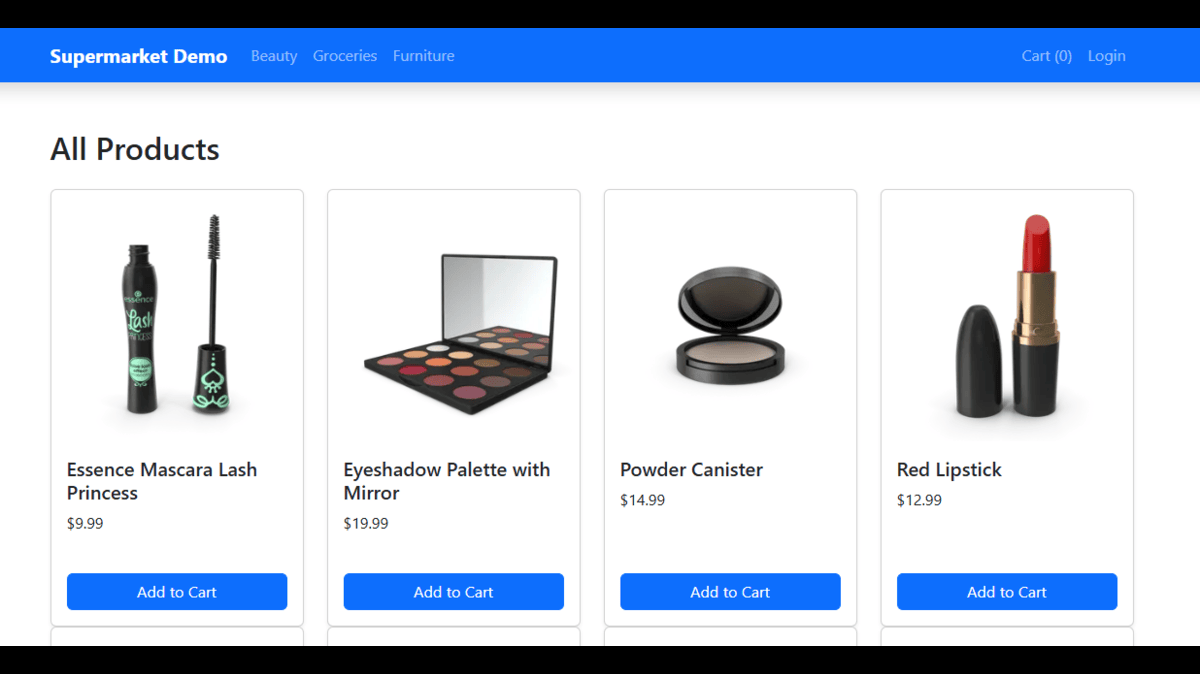 Supermarket Demo Beauty Groceries Furniture Cart (0) Login
All Products
essence
Lash
PRINCESS
Essence Mascara Lash
Princess
$9.99
Add to Cart
Eyeshadow Palette with
Mirror
$19.99
Add to Cart
Powder Canister
$14.99
Add to Cart
Red Lipstick
$12.99
Add to Cart